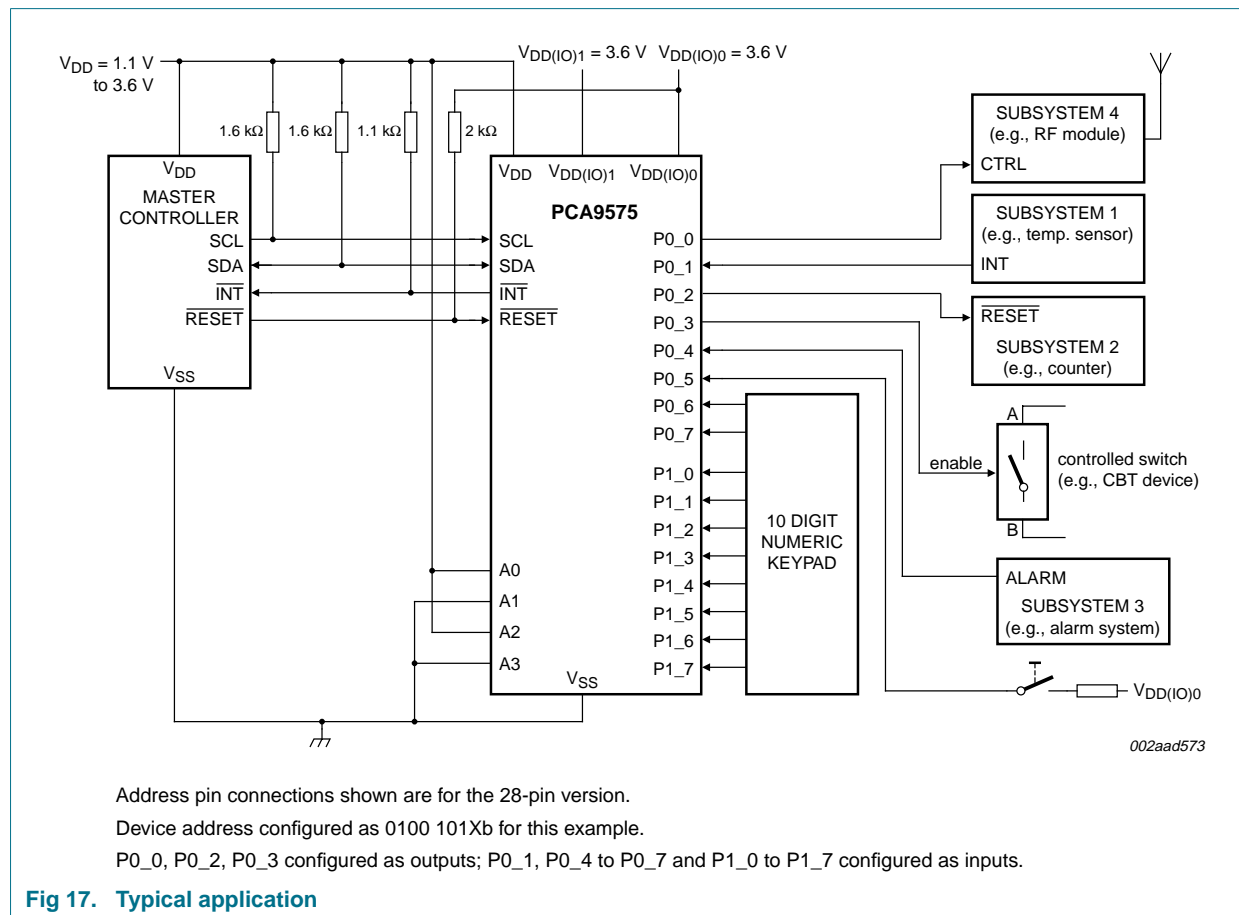 VDD = 1.1 V
to 3.6 V
VDD(IO)1 = 3.6 V VDD(IO)0 = 3.6 V
1.6 kΩ 1.6 kΩ 1.1 kΩ 2 kΩ
VDD
MASTER
CONTROLLER
SCL
SDA
INT
RESET
VSS
VDD VDD(IO)1 VDD(IO)0
PCA9575
SCL
SDA
INT
RESET
A0
A1
A2
A3
VSS
P0_0
P0_1
P0_2
P0_3
P0_4
P0_5
P0_6
P0_7
P1_0
P1_1
P1_2
P1_3
P1_4
P1_5
P1_6
P1_7
10 DIGIT
NUMERIC
KEYPAD
SUBSYSTEM 4
(e.g., RF module)
CTRL
SUBSYSTEM 1
(e.g., temp. sensor)
INT
RESET
SUBSYSTEM 2
(e.g., counter)
A
enable
controlled switch
(e.g., CBT device)
B
ALARM
SUBSYSTEM 3
(e.g., alarm system)
VDD(IO)0
002aad573
Address pin connections shown are for the 28-pin version.
Device address configured as 0100 101Xb for this example.
P0_0, P0_2, P0_3 configured as outputs; P0_1, P0_4 to P0_7 and P1_0 to P1_7 configured as inputs.
Fig 17. Typical application